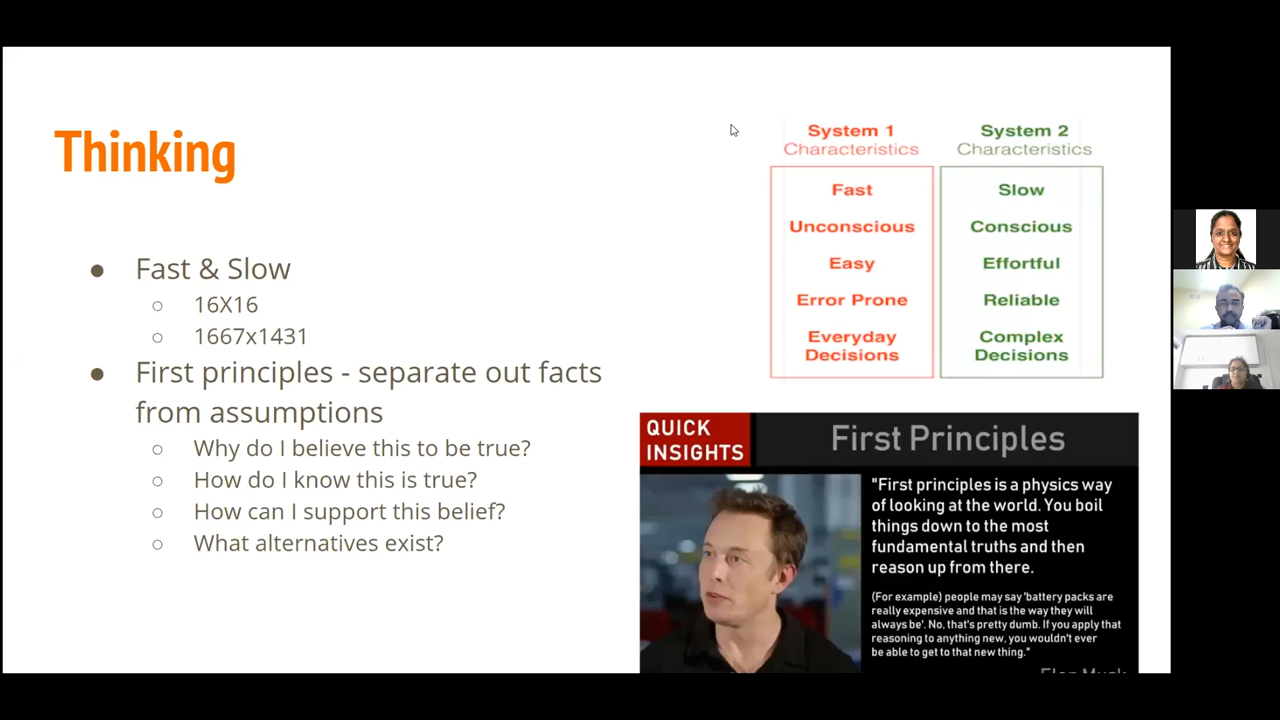 Thinking
Fast & Slow
16X16
1667x1431
First principles - separate out facts
from assumptions
Why do I believe this to be true?
How do I know this is true?
How can I support this belief?
What alternatives exist?
System 1
Characteristics
Fast
Unconscious
Easy
Error Prone
Everyday
Decisions
System 2
Characteristics
Slow
Conscious
Effortful
Reliable
Complex
Decisions
QUICK
INSIGHTS
First Principles
"First principles is a physics way
of looking at the world. You boil
things down to the most
fundamental truths and then
reason up from there.
(For example) people may say 'battery packs are
really expensive and that is the way they will
always be'. No, that's pretty dumb. If you apply that
reasoning to anything new, you wouldn't ever
be able to get to that new thing."
Elon Musk